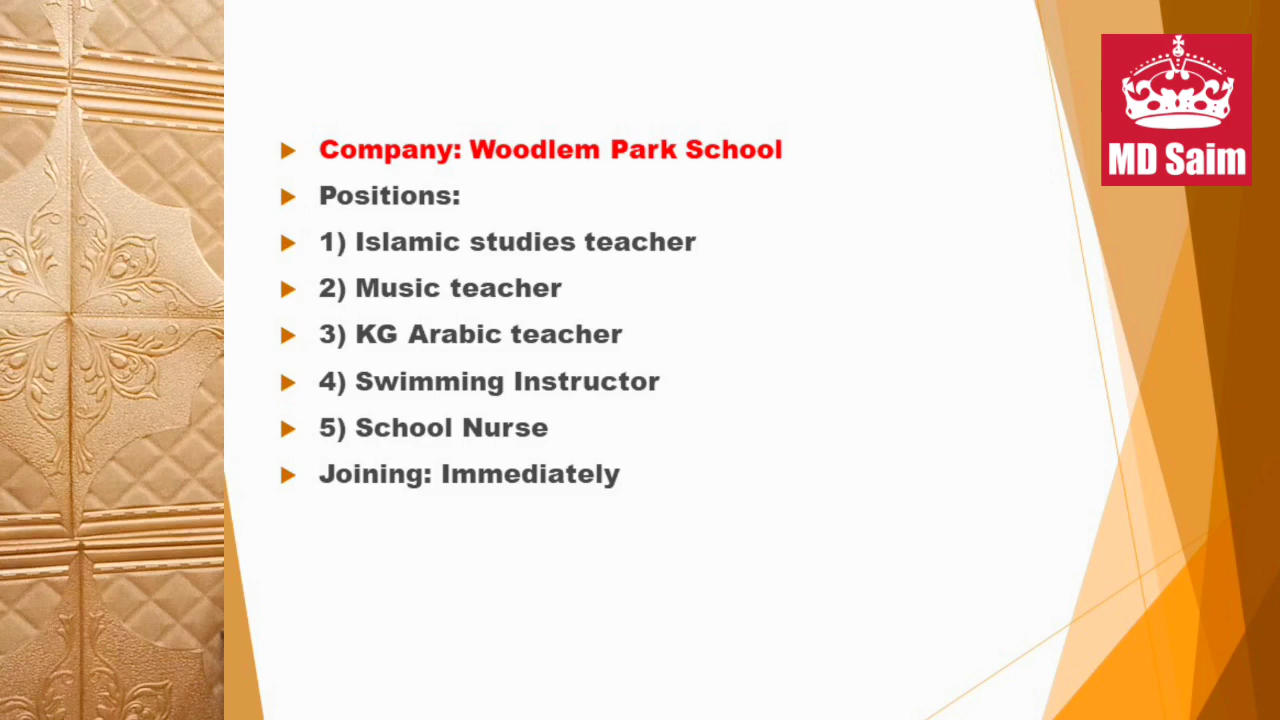 Company: Woodlem Park School
Positions:
1) Islamic studies teacher
2) Music teacher
3) KG Arabic teacher
4) Swimming Instructor
5) School Nurse
Joining: Immediately
MD Saim